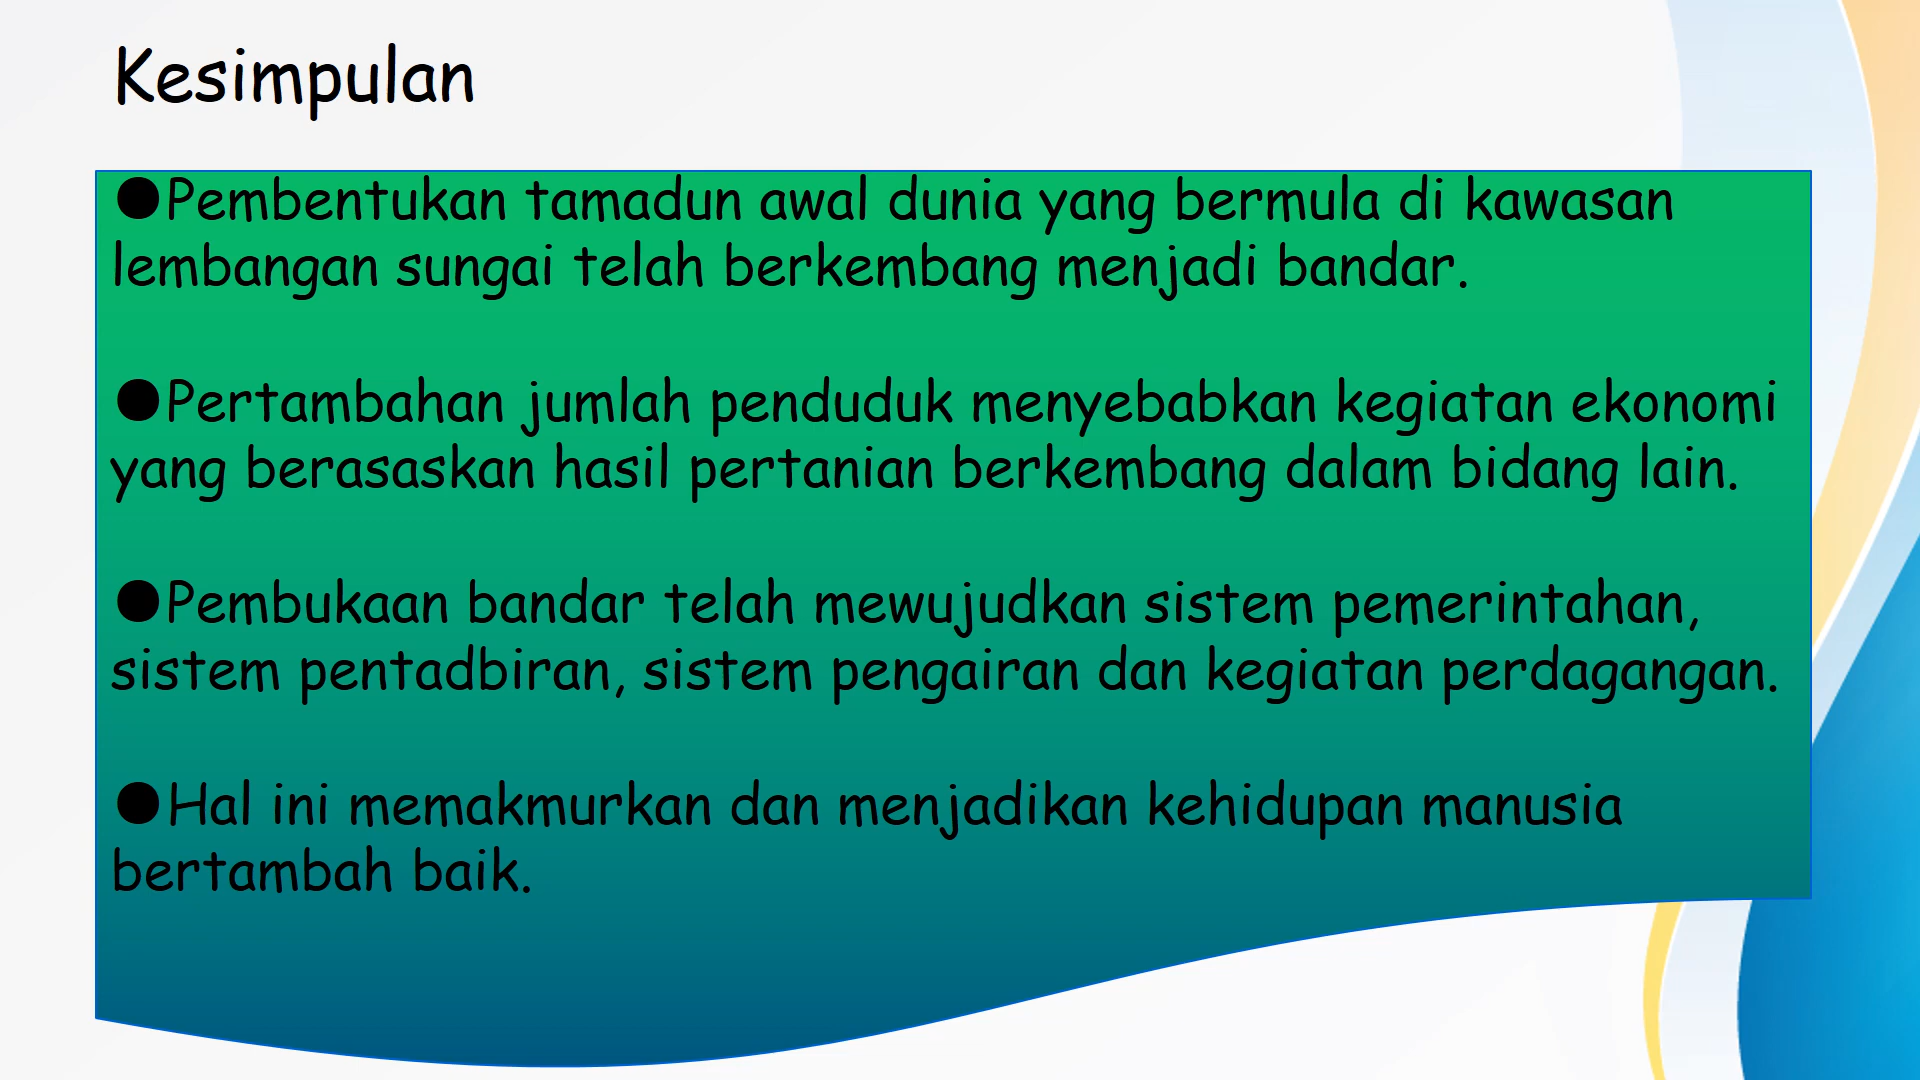 Kesimpulan
●Pembentukan tamadun awal dunia yang bermula di kawasan
lembangan sungai telah berkembang menjadi bandar.
●Pertambahan jumlah penduduk menyebabkan kegiatan ekonomi
yang berasaskan hasil pertanian berkembang dalam bidang lain.
●Pembukaan bandar telah mewujudkan sistem pemerintahan,
sistem pentadbiran, sistem pengairan dan kegiatan perdagangan.
●Hal ini memakmurkan dan menjadikan kehidupan manusia
bertambah baik.